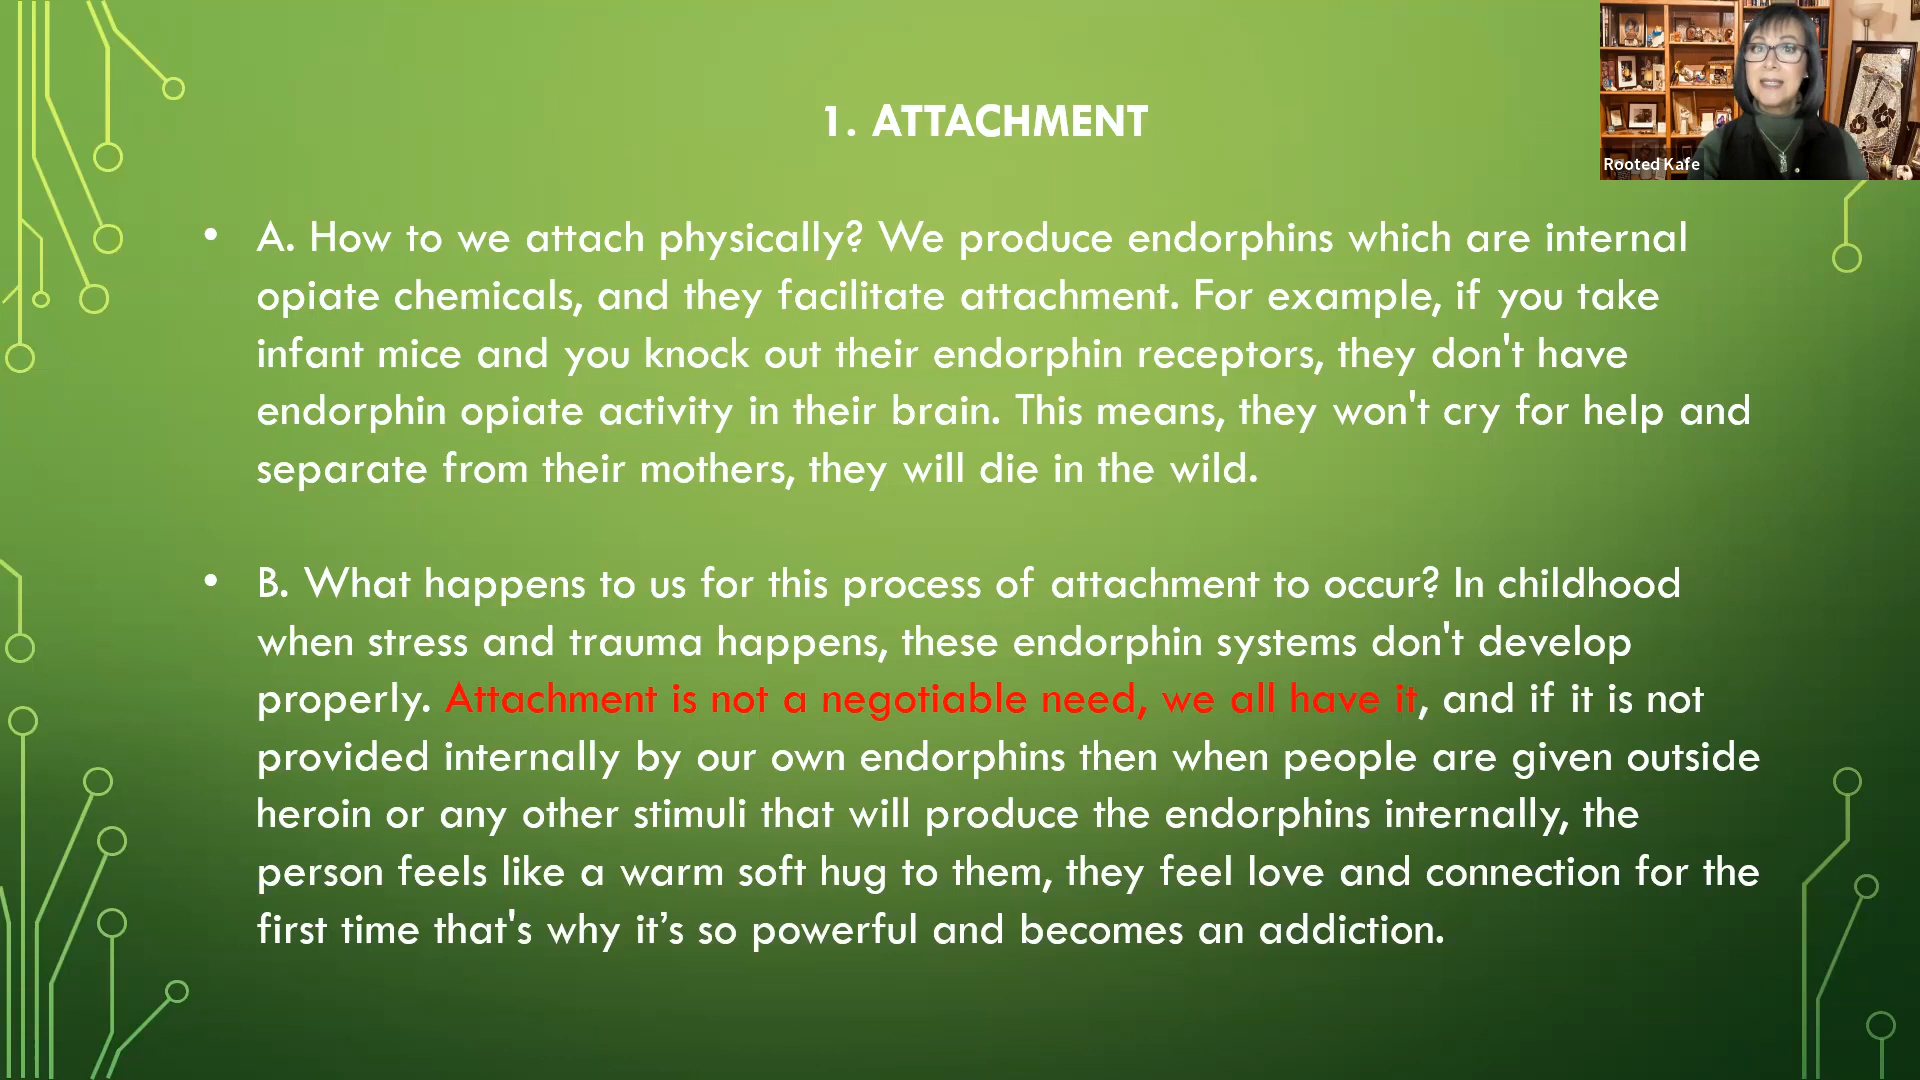 1. ATTACHMENT
Rooted Kafe
• A. How to we attach physically? We produce endorphins which are internal
opiate chemicals, and they facilitate attachment. For example, if you take
infant mice and you knock out their endorphin receptors, they don't have
endorphin opiate activity in their brain. This means, they won't cry for help and
separate from their mothers, they will die in the wild.
• B. What happens to us for this process of attachment to occur? In childhood
when stress and trauma happens, these endorphin systems don't develop
properly. Attachment is not a negotiable need, we all have it, and if it is not
provided internally by our own endorphins then when people are given outside
heroin or any other stimuli that will produce the endorphins internally, the
person feels like a warm soft hug to them, they feel love and connection for the
first time that's why it’s so powerful and becomes an addiction.